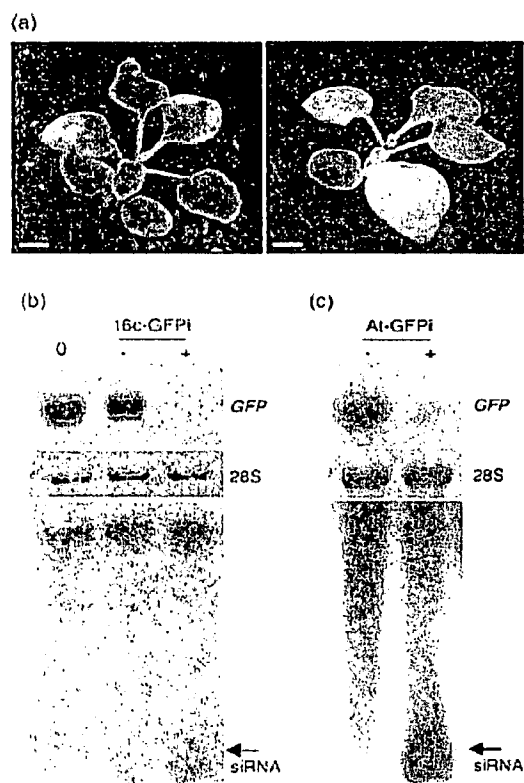 (a)
(b)
16c-GFPi
0 - +
GFP
28S
siRNA
(c)
At-GFPi
- +
GFP
28S
siRNA